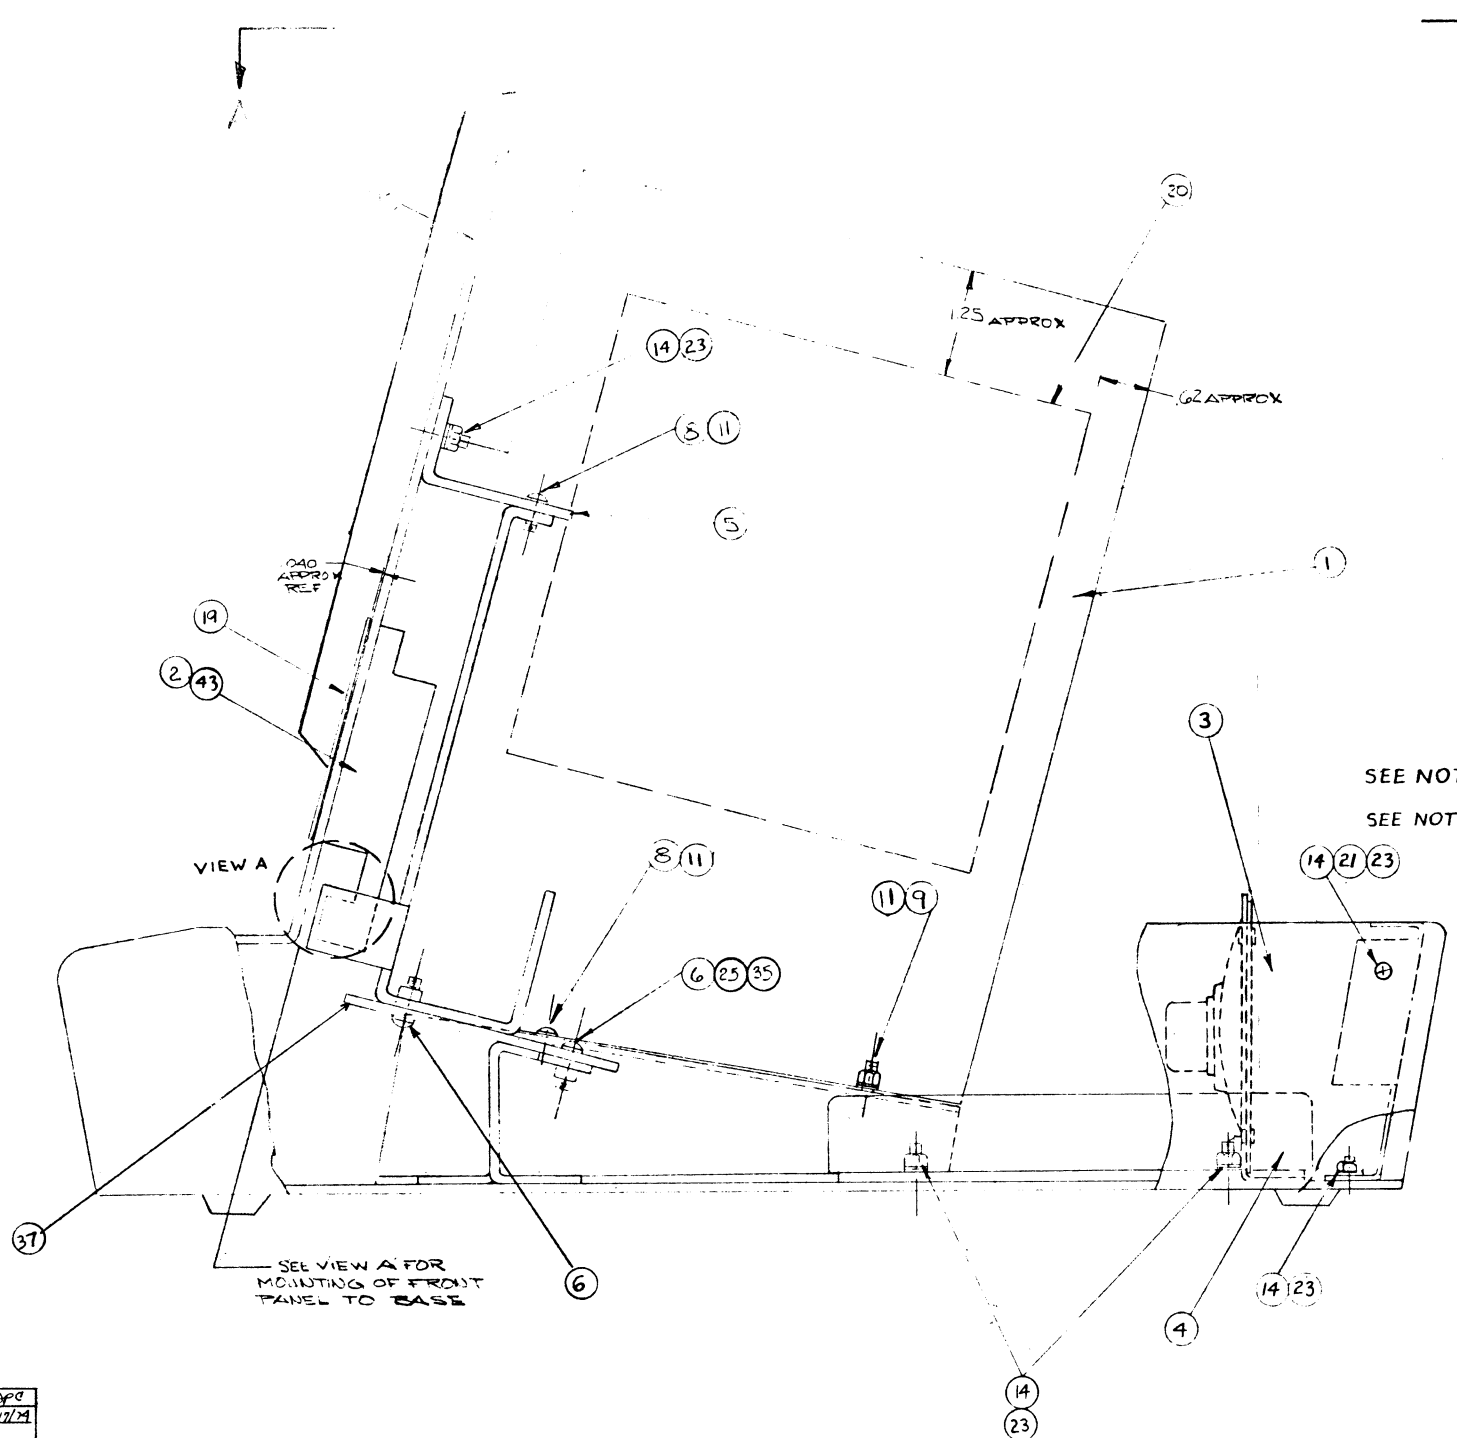 A
20
1.25 APPROX
14 23
.62 APPROX
8 11
5
1
.040
APPROX
REF
19
2 43
3
SEE NOT
SEE NOT
VIEW A
8 11
14 21 23
11 9
6 25 35
37
SEE VIEW A FOR
MOUNTING OF FRONT
PANEL TO BASE
6
14 23
4
14
23